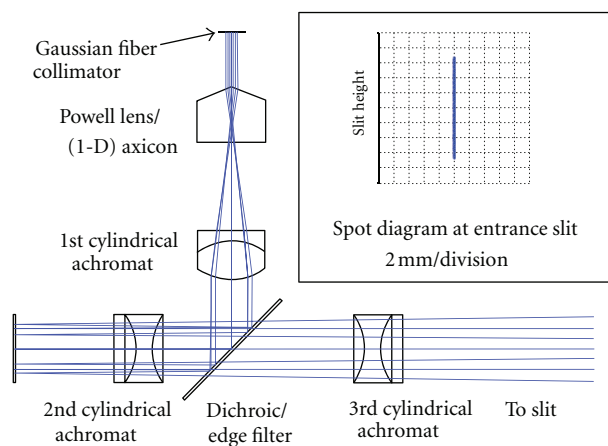 Gaussian fiber
collimator
Powell lens/
(1-D) axicon
1st cylindrical
achromat
Slit height
Spot diagram at entrance slit
2 mm/division
2nd cylindrical
achromat
Dichroic/
edge filter
3rd cylindrical
achromat
To slit